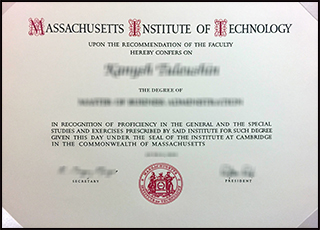 MASSACHUSETTS INSTITUTE OF TECHNOLOGY
UPON THE RECOMMENDATION OF THE FACULTY
HEREBY CONFERS ON
THE DEGREE OF
IN RECOGNITION OF PROFICIENCY IN THE GENERAL AND THE SPECIAL
STUDIES AND EXERCISES PRESCRIBED BY SAID INSTITUTE FOR SUCH DEGREE
GIVEN THIS DAY UNDER THE SEAL OF THE INSTITUTE AT CAMBRIDGE
IN THE COMMONWEALTH OF MASSACHUSETTS
SECRETARY
PRESIDENT